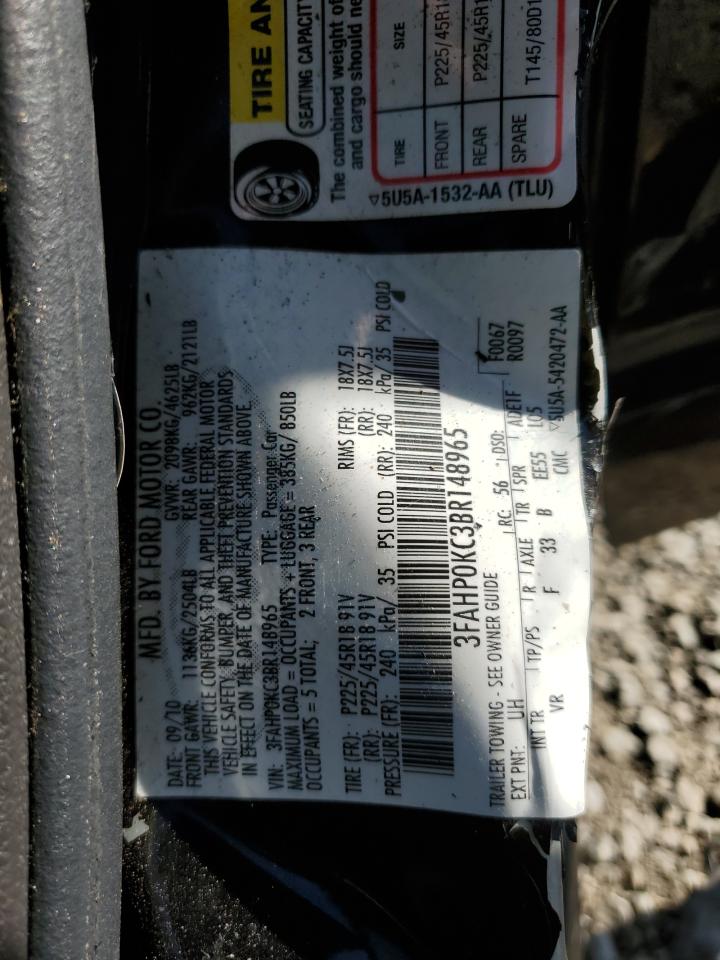 TIRE AN
SEATING CAPACITY
The combined weight of
and cargo should ne
TIRE SIZE
FRONT P225/45R1
REAR P225/45R1
SPARE T145/80D1
5U5A-1532-AA (TLU)
MFD. BY FORD MOTOR CO.
DATE: 09/10 GVWR: 2098KG/4625LB
FRONT GAWR: 1136KG/2504LB REAR GAWR: 962KG/2121LB
THIS VEHICLE CONFORMS TO ALL APPLICABLE FEDERAL MOTOR
VEHICLE SAFETY, BUMPER, AND THEFT PREVENTION STANDARDS
IN EFFECT ON THE DATE OF MANUFACTURE SHOWN ABOVE
VIN: 3FAHP0KC3BR148965 TYPE: Passenger Car
MAXIMUM LOAD = OCCUPANTS + LUGGAGE = 385KG/ 850LB
OCCUPANTS = 5 TOTAL; 2 FRONT, 3 REAR
TIRE (FR): P225/45R18 91V RIMS (FR): 18X7.5J
(RR): P225/45R18 91V (RR): 18X7.5J
PRESSURE (FR): 240 kPa/ 35 PSI COLD (RR): 240 kPa/ 35 PSI COLD
3FAHP0KC3BR148965
TRAILER TOWING - SEE OWNER GUIDE F0067
EXT PNT: UH RC: 56 DSO: R0097
INT TR TP/PS R AXLE TR SPR ADE1F
VR F 33 B EE55 L05
CMC 5U5A-5420472-AA